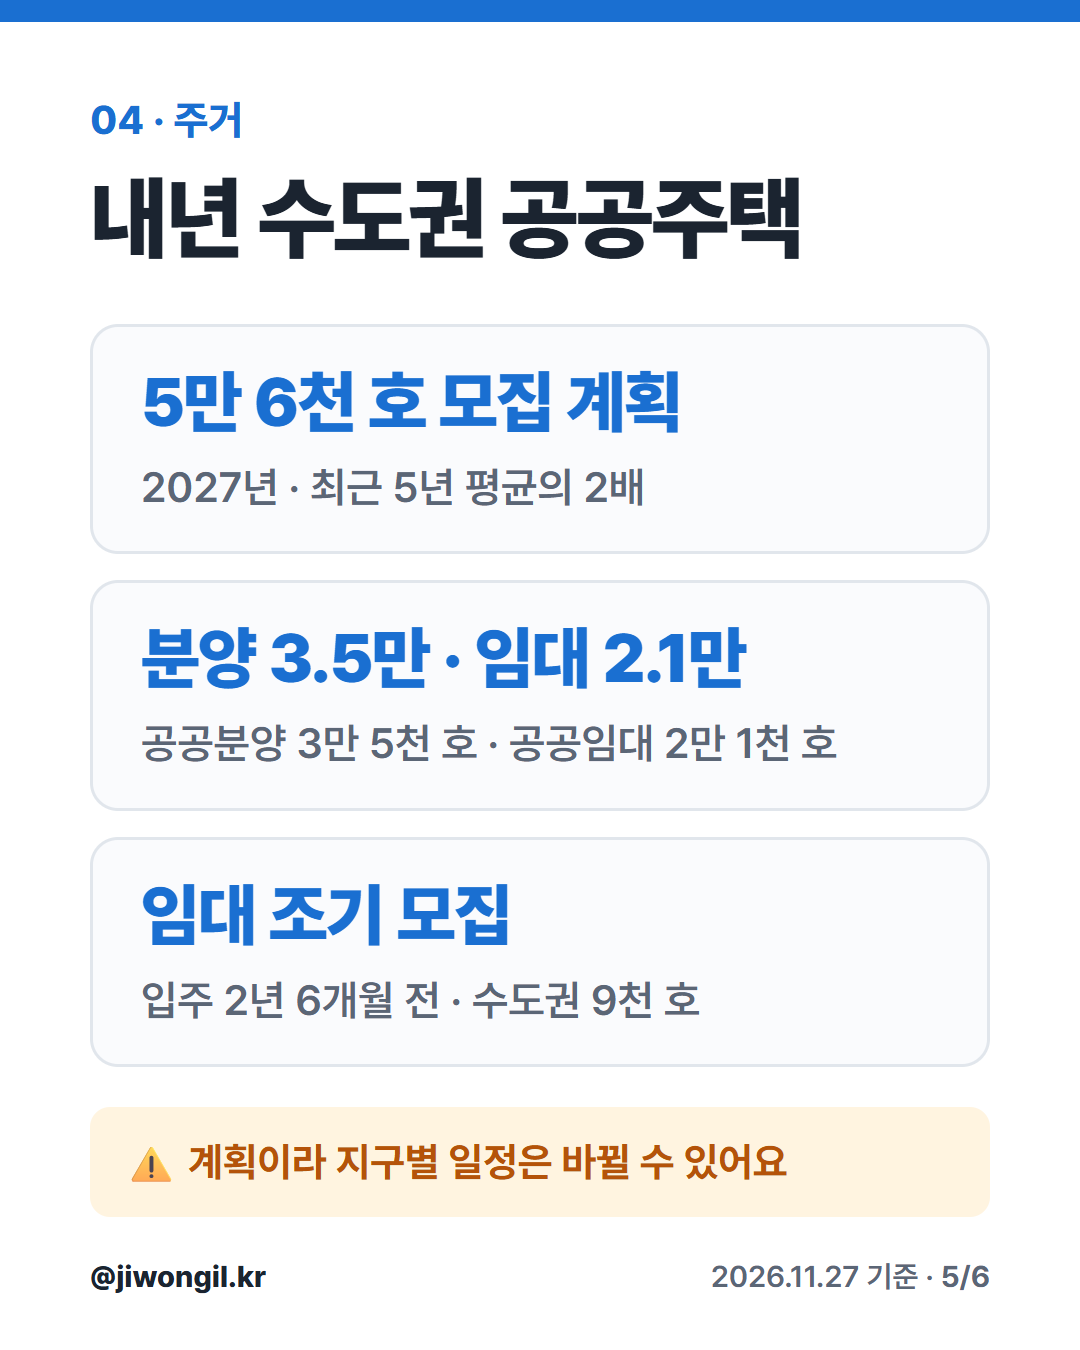 04 · 주거
내년 수도권 공공주택
5만 6천 호 모집 계획
2027년 · 최근 5년 평균의 2배
분양 3.5만 · 임대 2.1만
공공분양 3만 5천 호 · 공공임대 2만 1천 호
임대 조기 모집
입주 2년 6개월 전 · 수도권 9천 호
⚠️ 계획이라 지구별 일정은 바뀔 수 있어요
@jiwongil.kr
2026.11.27 기준 · 5/6